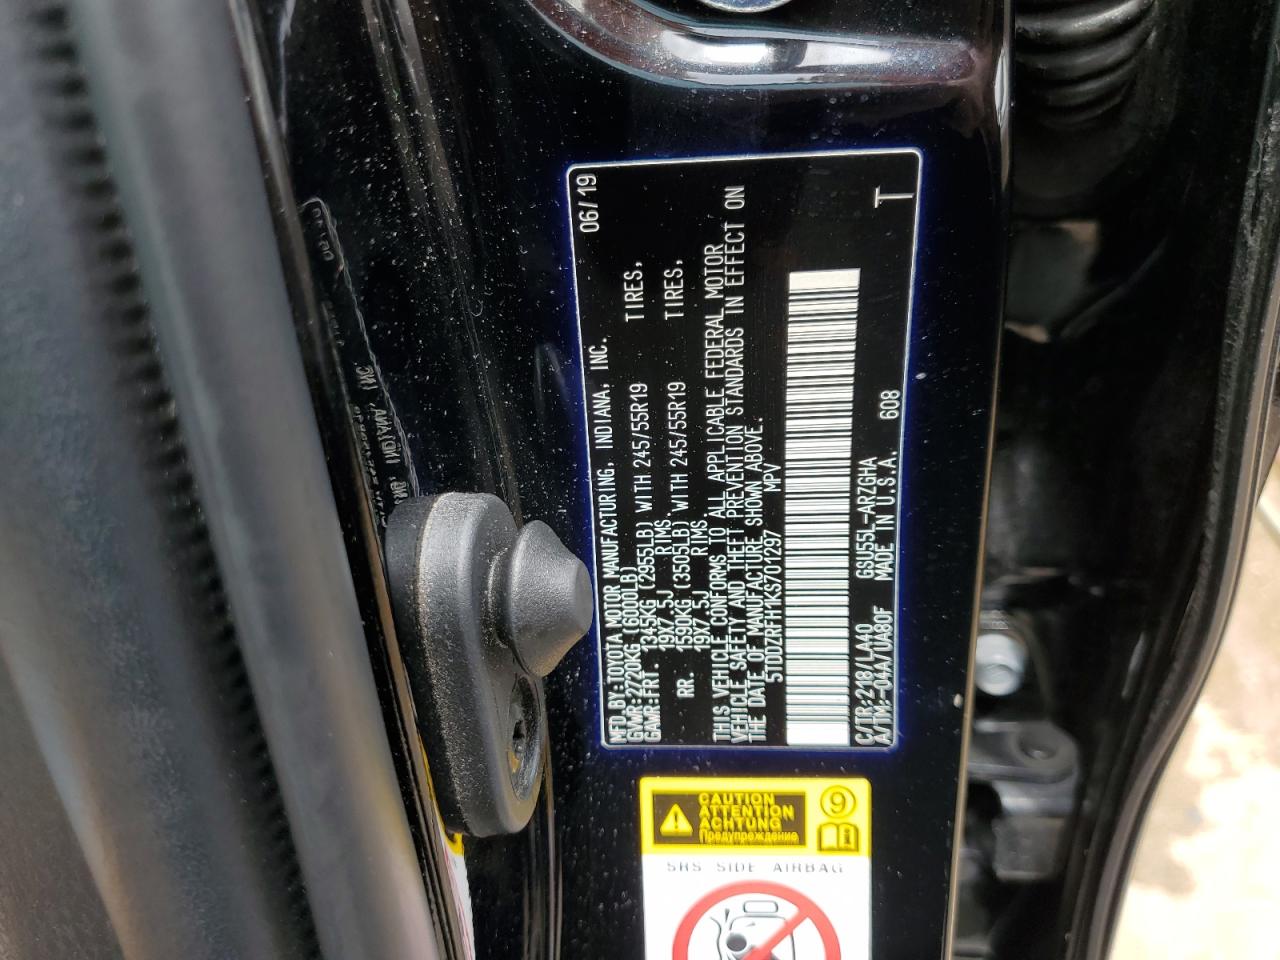 MFD.BY:TOYOTA MOTOR MANUFACTURING, INDIANA, INC. 06/19
GVWR:2720KG (6000LB)
GAWR:FRT. 1345KG (2955LB) WITH 245/55R19 TIRES,
19X7.5J RIMS,
RR. 1590KG (3505LB) WITH 245/55R19 TIRES,
19X7.5J RIMS
THIS VEHICLE CONFORMS TO ALL APPLICABLE FEDERAL MOTOR
VEHICLE SAFETY AND THEFT PREVENTION STANDARDS IN EFFECT ON
THE DATE OF MANUFACTURE SHOWN ABOVE.
5TDDZRFH1KS701297 MPV
C/TR:218/LA40 GSU55L-ARZGHA T
A/TM:-04A/UA80F MADE IN U.S.A. 608
CAUTION
ATTENTION
ACHTUNG
Предупреждение
9
SRS SIDE AIRBAG